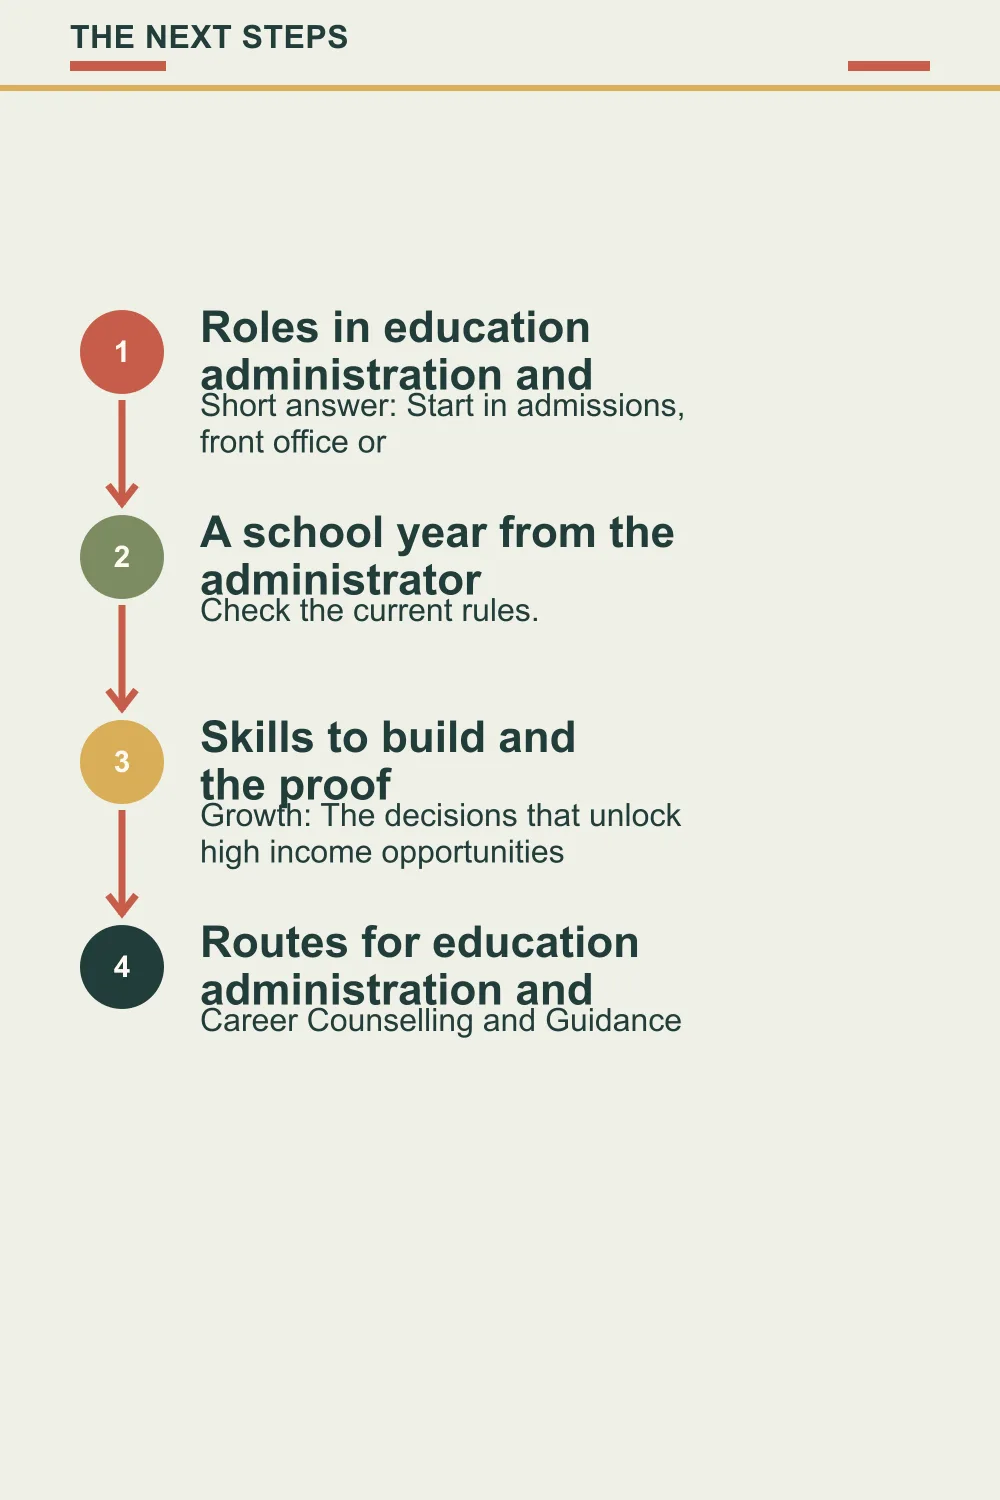 THE NEXT STEPS
1
Roles in education
administration and
Short answer: Start in admissions,
front office or
2
A school year from the
administrator
Check the current rules.
3
Skills to build and
the proof
Growth: The decisions that unlock
high income opportunities
4
Routes for education
administration and
Career Counselling and Guidance